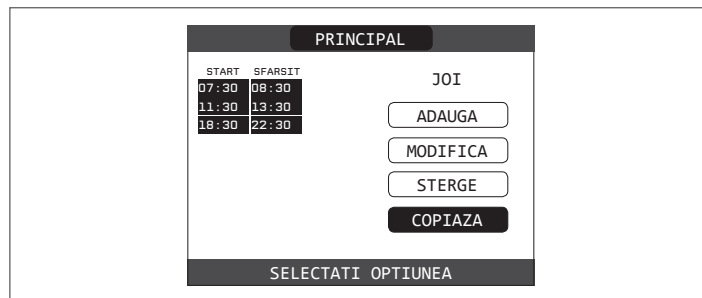 PRINCIPAL
START SFARSIT
07:30 08:30
11:30 13:30
18:30 22:30
JOI
ADAUGA
MODIFICA
STERGE
COPIAZA
SELECTATI OPTIUNEA